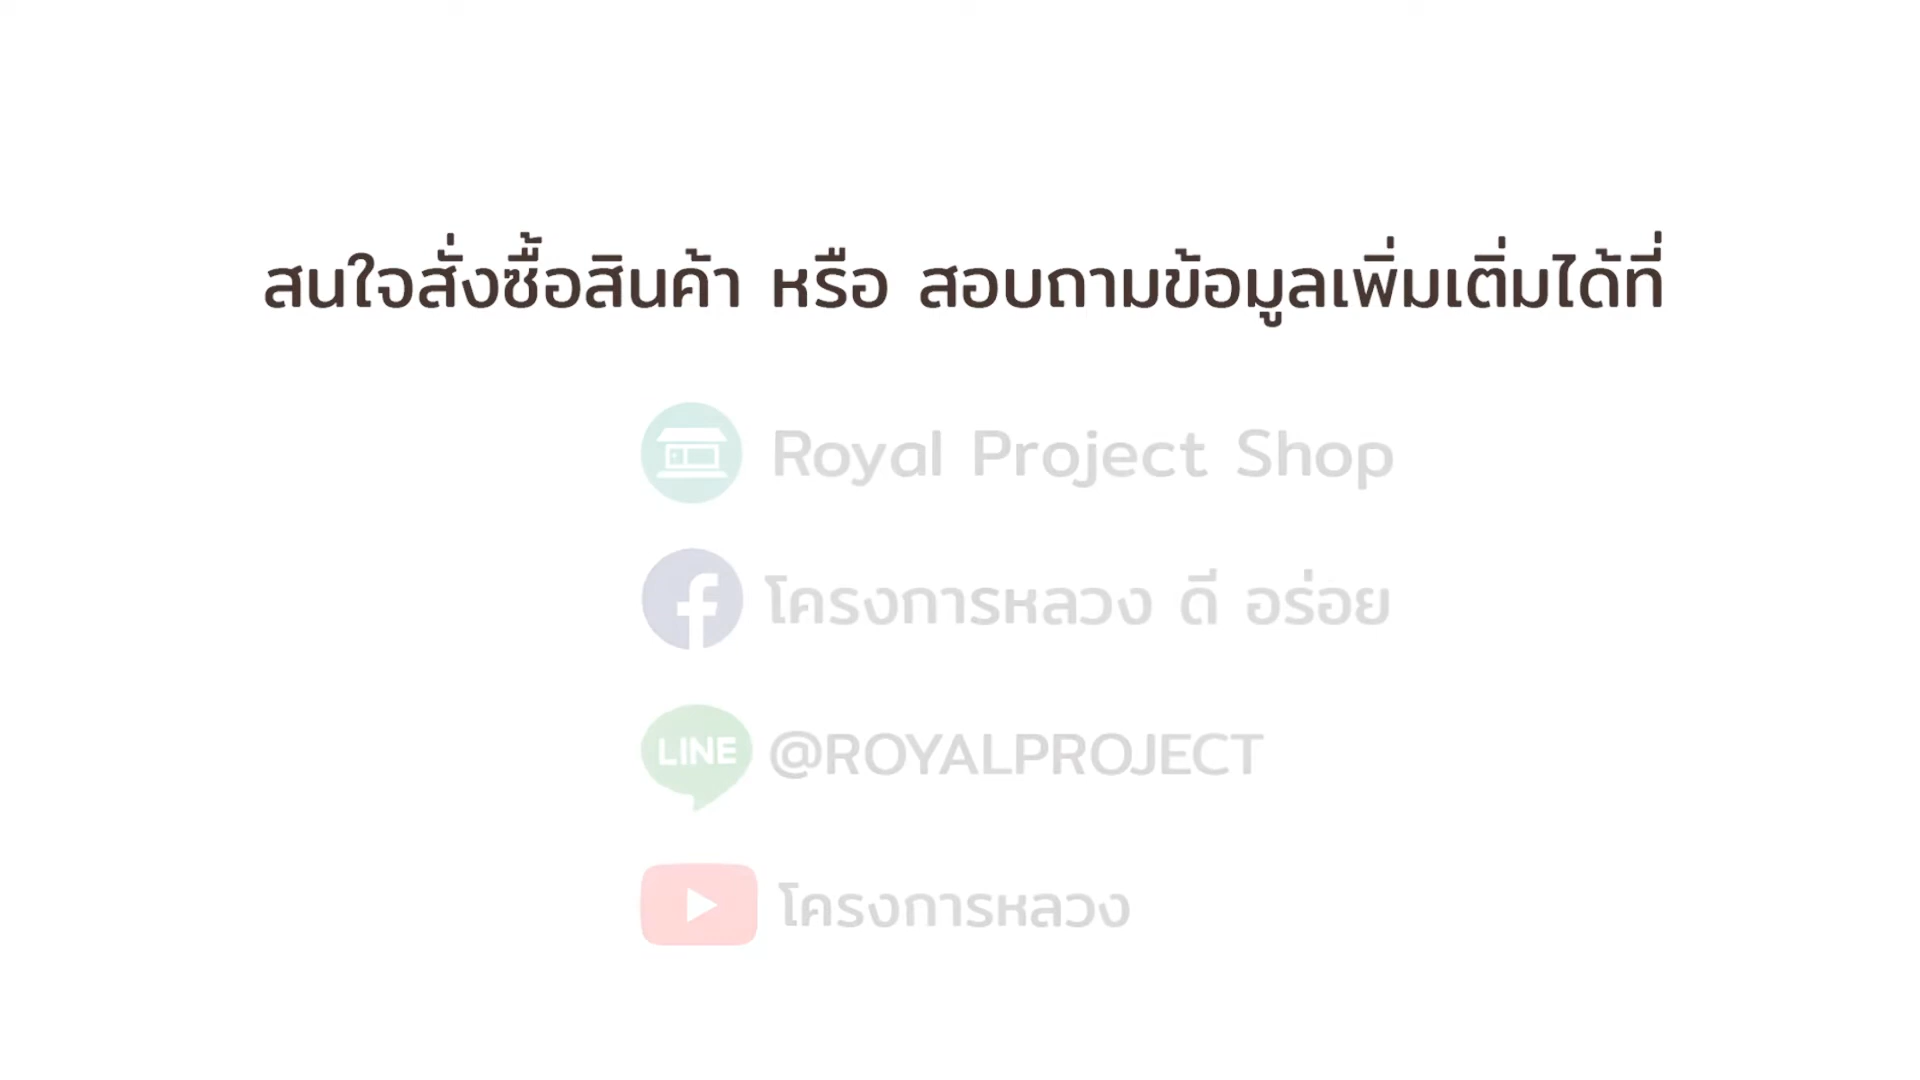 สนใจสั่งซื้อสินค้า หรือ สอบถามข้อมูลเพิ่มเติ่มได้ที่
Royal Project Shop
โครงการหลวง ดี อร่อย
LINE @ROYALPROJECT
โครงการหลวง